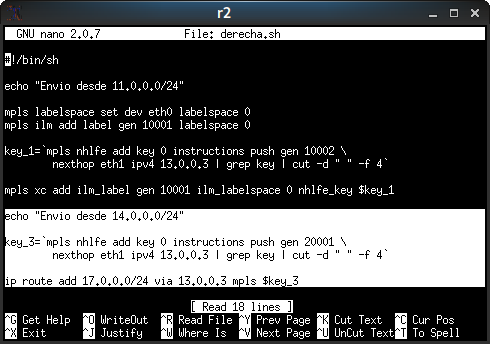 r2
GNU nano 2.0.7 File: derecha.sh
#!/bin/sh
echo "Envio desde 11.0.0.0/24"
mpls labelspace set dev eth0 labelspace 0
mpls ilm add label gen 10001 labelspace 0
key_1=`mpls nhlfe add key 0 instructions push gen 10002 \
nexthop eth1 ipv4 13.0.0.3 | grep key | cut -d " " -f 4`
mpls xc add ilm_label gen 10001 ilm_labelspace 0 nhlfe_key $key_1
echo "Envio desde 14.0.0.0/24"
key_3=`mpls nhlfe add key 0 instructions push gen 20001 \
nexthop eth1 ipv4 13.0.0.3 | grep key | cut -d " " -f 4`
ip route add 17.0.0.0/24 via 13.0.0.3 mpls $key_3
[ Read 18 lines ]
^G Get Help ^O WriteOut ^R Read File ^Y Prev Page ^K Cut Text ^C Cur Pos
^X Exit ^J Justify ^W Where Is ^V Next Page ^U UnCut Text ^T To Spell